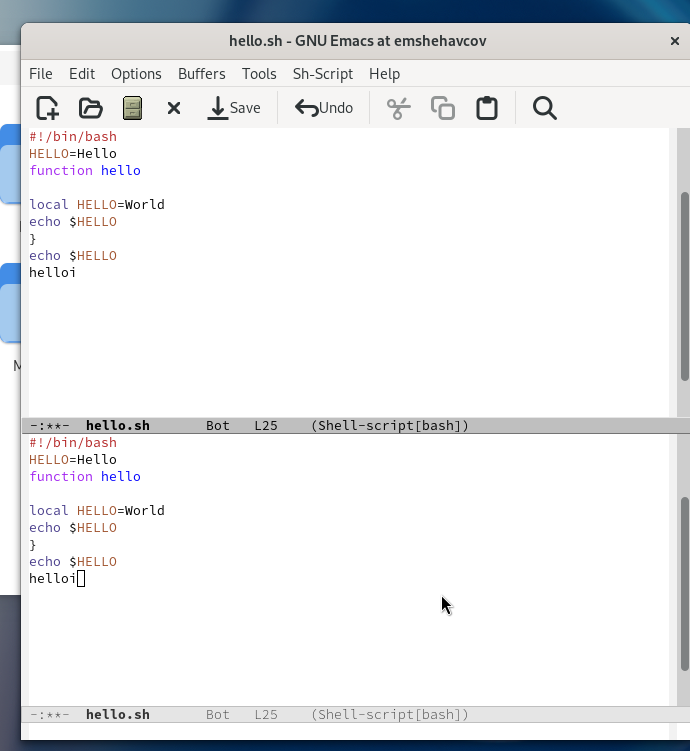 hello.sh - GNU Emacs at emshehavcov
File Edit Options Buffers Tools Sh-Script Help
Save Undo
#!/bin/bash
HELLO=Hello
function hello
local HELLO=World
echo $HELLO
}
echo $HELLO
helloi
-:**- hello.sh Bot L25 (Shell-script[bash])
#!/bin/bash
HELLO=Hello
function hello
local HELLO=World
echo $HELLO
}
echo $HELLO
helloi
-:**- hello.sh Bot L25 (Shell-script[bash])